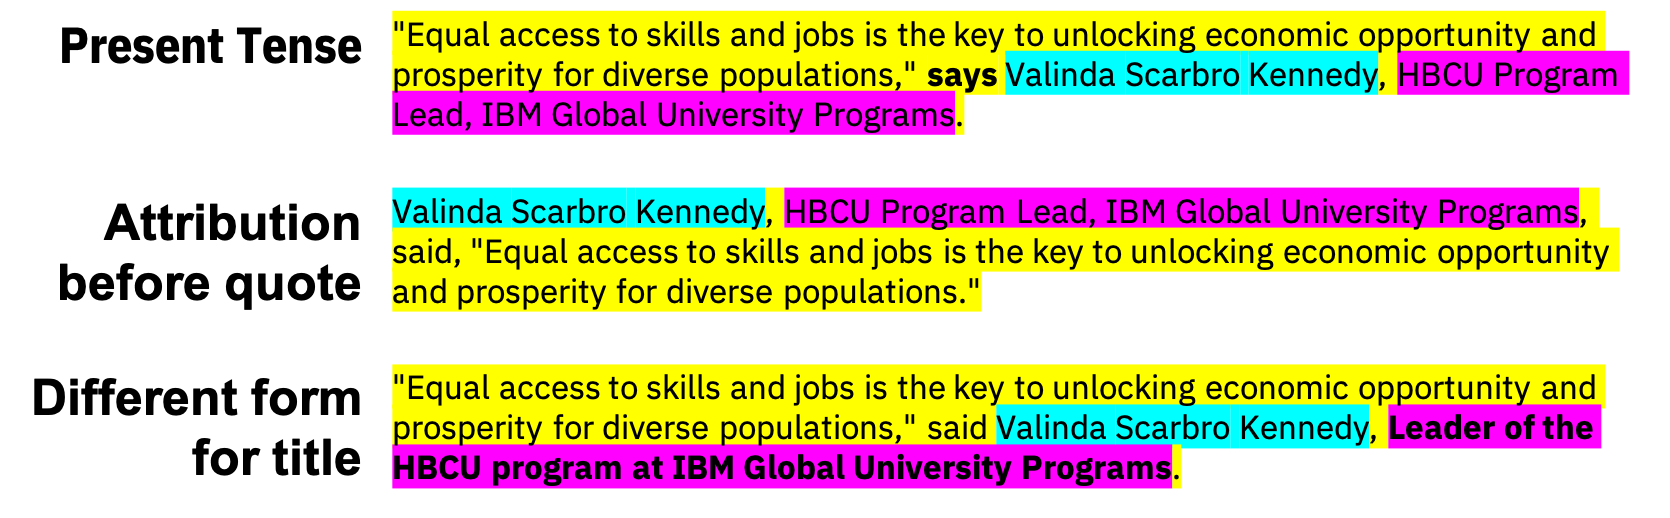 Present Tense
"Equal access to skills and jobs is the key to unlocking economic opportunity and
prosperity for diverse populations," says Valinda Scarbro Kennedy, HBCU Program
Lead, IBM Global University Programs.
Attribution
before quote
Valinda Scarbro Kennedy, HBCU Program Lead, IBM Global University Programs,
said, "Equal access to skills and jobs is the key to unlocking economic opportunity
and prosperity for diverse populations."
Different form
for title
"Equal access to skills and jobs is the key to unlocking economic opportunity and
prosperity for diverse populations," said Valinda Scarbro Kennedy, Leader of the
HBCU program at IBM Global University Programs.